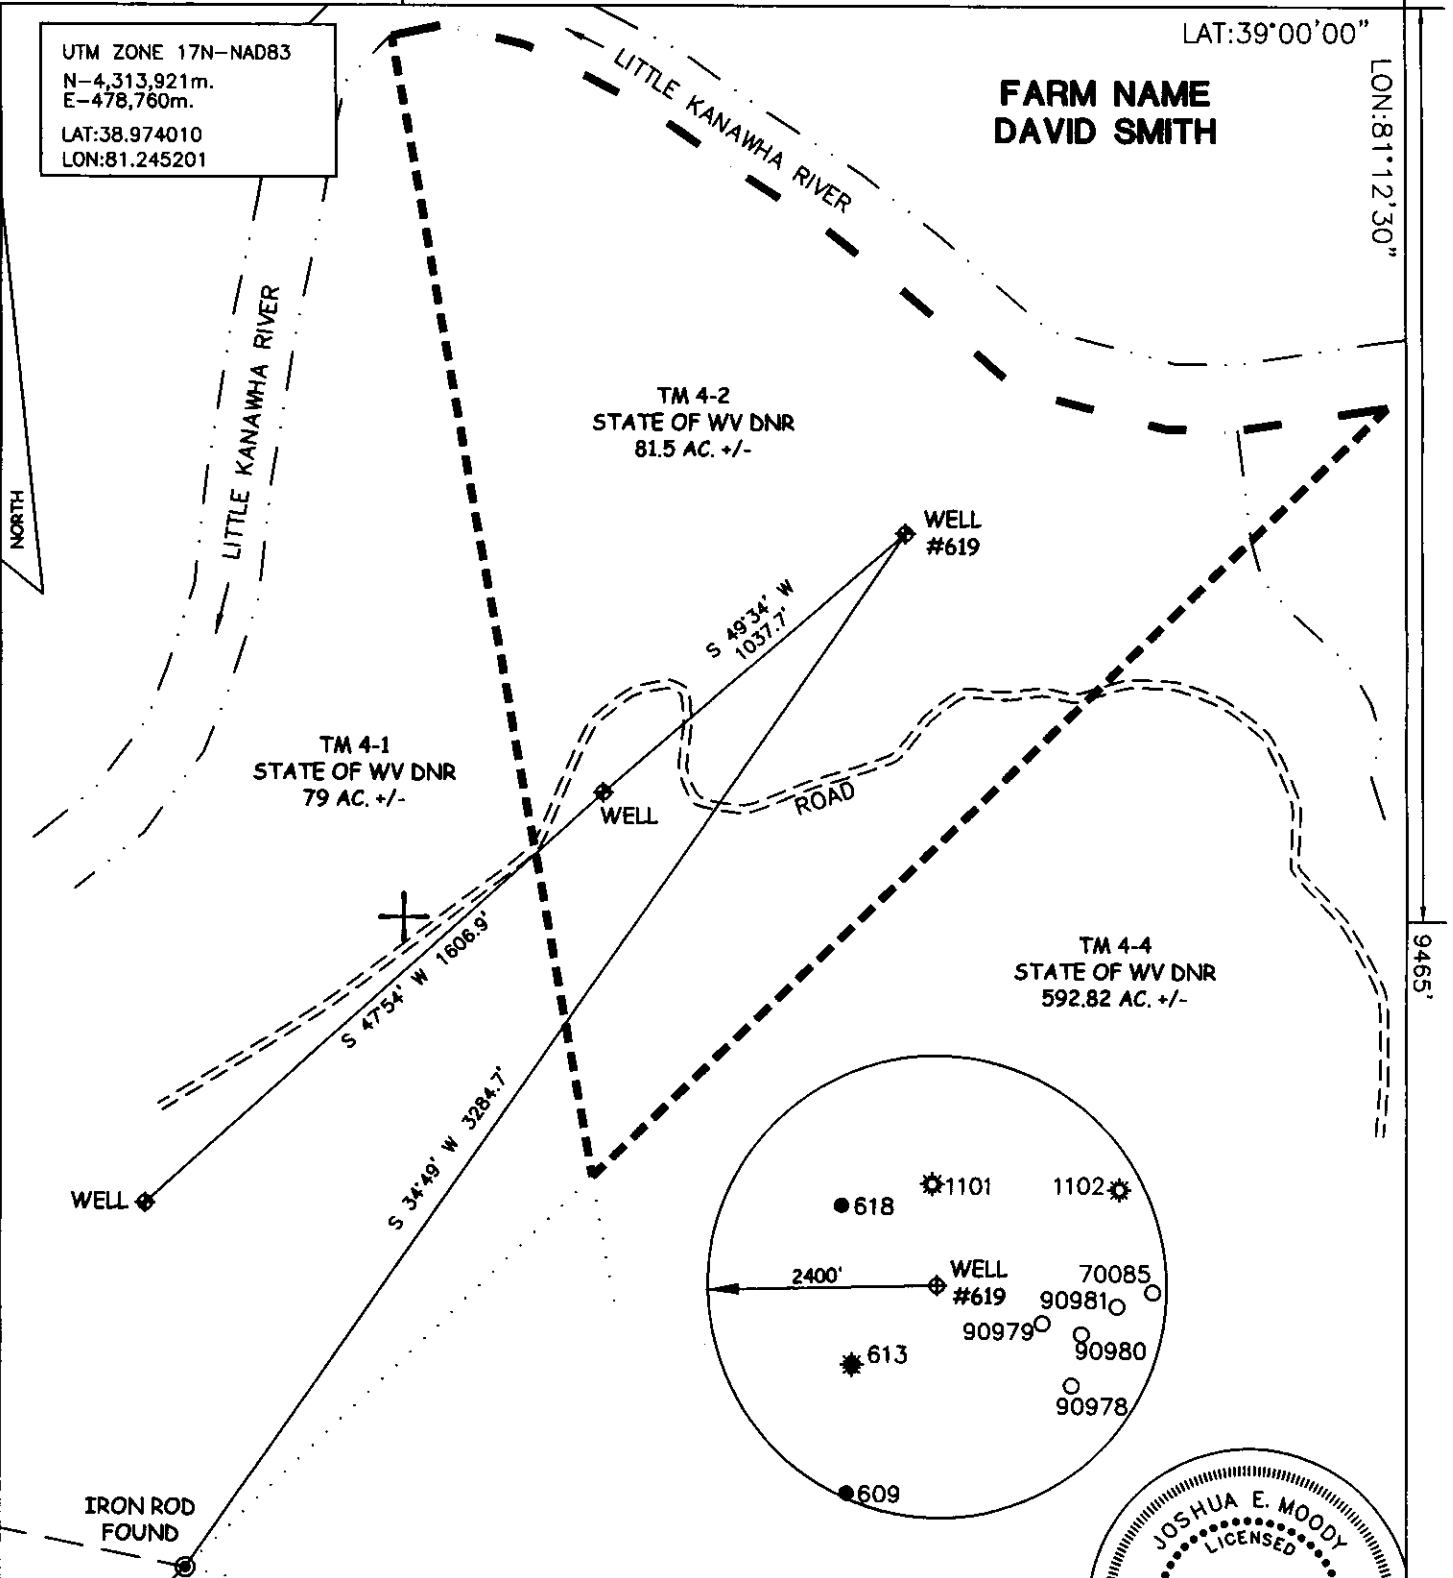 UTM ZONE 17N-NAD83
N-4,313,921m.
E-478,760m.
LAT:38.974010
LON:81.245201
LAT:39°00'00"
LON:81°12'30"
FARM NAME
DAVID SMITH
LITTLE KANAWHA RIVER
LITTLE KANAWHA RIVER
NORTH
TM 4-2
STATE OF WV DNR
81.5 AC. +/-
WELL
#619
S 49°34' W
1037.7'
TM 4-1
STATE OF WV DNR
79 AC. +/-
WELL
ROAD
S 47°54' W 1606.9'
TM 4-4
STATE OF WV DNR
592.82 AC. +/-
9465'
S 34°49' W 3284.7'
WELL
1101
1102
618
2400'
WELL
#619
70085
90981
90979
90980
613
90978
609
IRON ROD
FOUND
JOSHUA E. MOODY
LICENSED